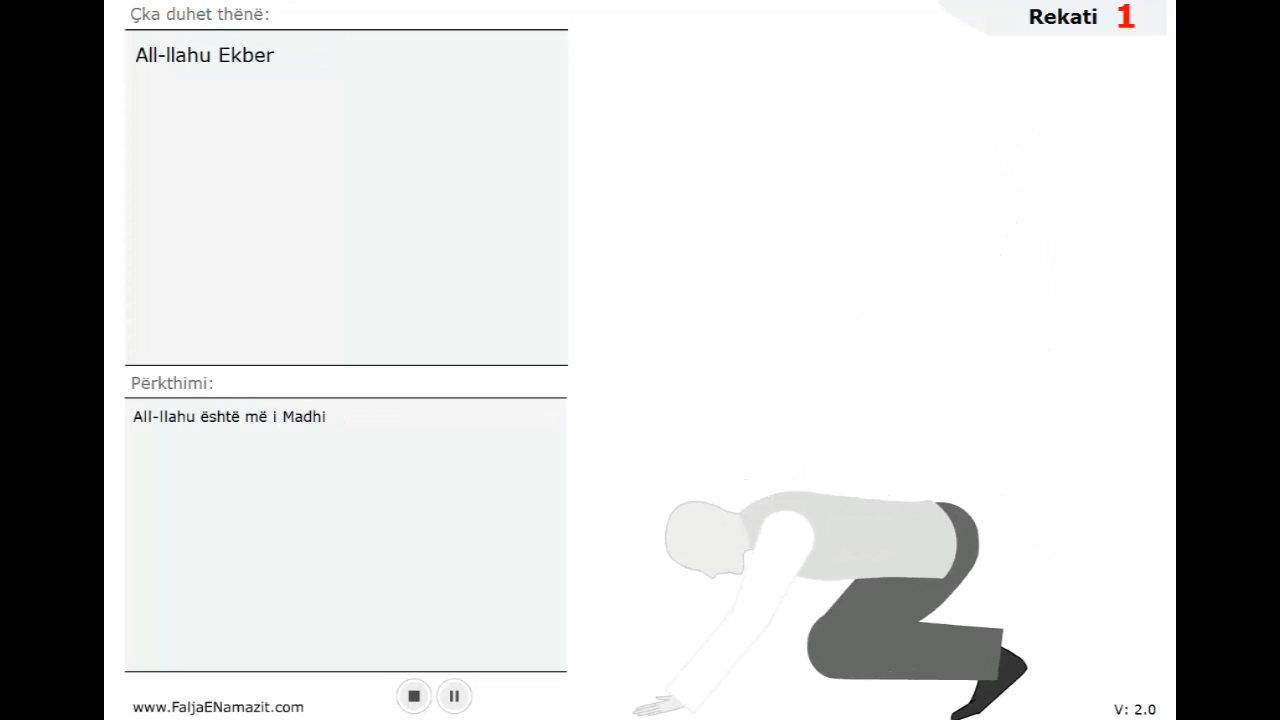 Çka duhet thënë:
Rekati 1
All-llahu Ekber
Përkthimi:
All-llahu është më i Madhi
www.FaljaENamazit.com
V: 2.0